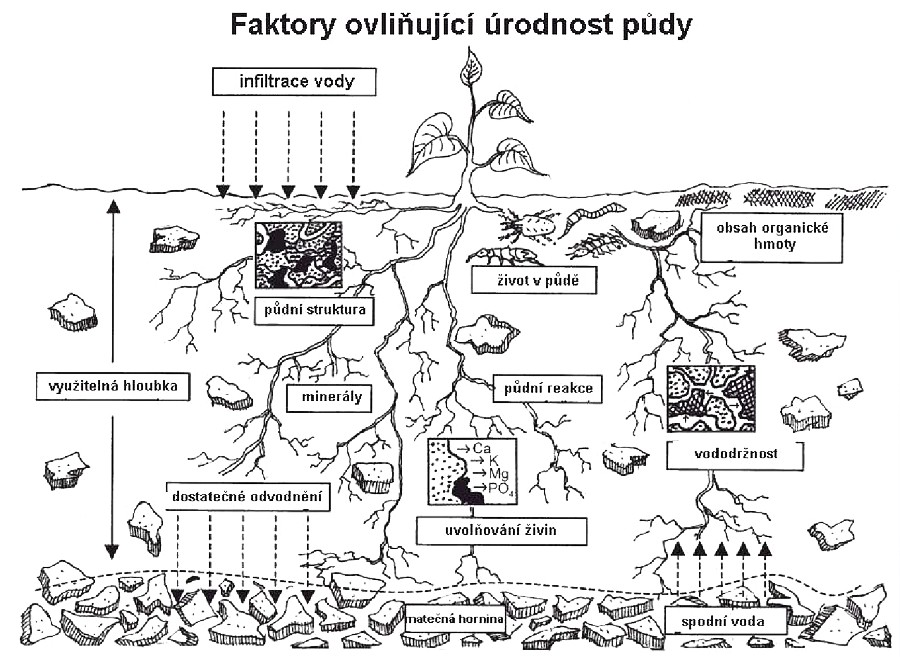 Faktory ovliňující úrodnost půdy
infiltrace vody
obsah organické
hmoty
život v půdě
půdní struktura
využitelná hloubka
minerály
půdní reakce
vododržnost
Ca
K
Mg
PO4
dostatečné odvodnění
uvolňování živin
matečná hornina
spodní voda